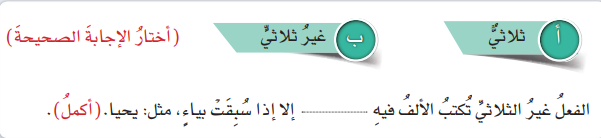 أ ثلاثيٌّ ب غيرُ ثلاثيٍّ (أختارُ الإجابةَ الصحيحةَ)
الفعلُ غيرُ الثلاثيِّ تُكتبُ الألفُ فيهِ ............ إلا إذا سُبِقَتْ بياءٍ، مثل: يحيا. (أكملُ).